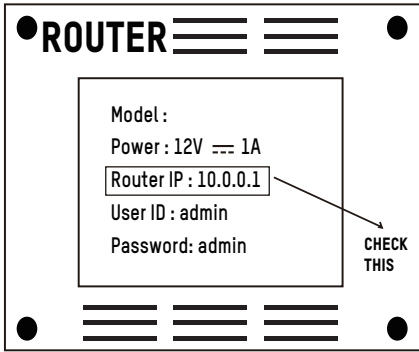 ROUTER
Model :
Power : 12V ⎓ 1A
Router IP : 10.0.0.1
User ID : admin
Password: admin
CHECK
THIS